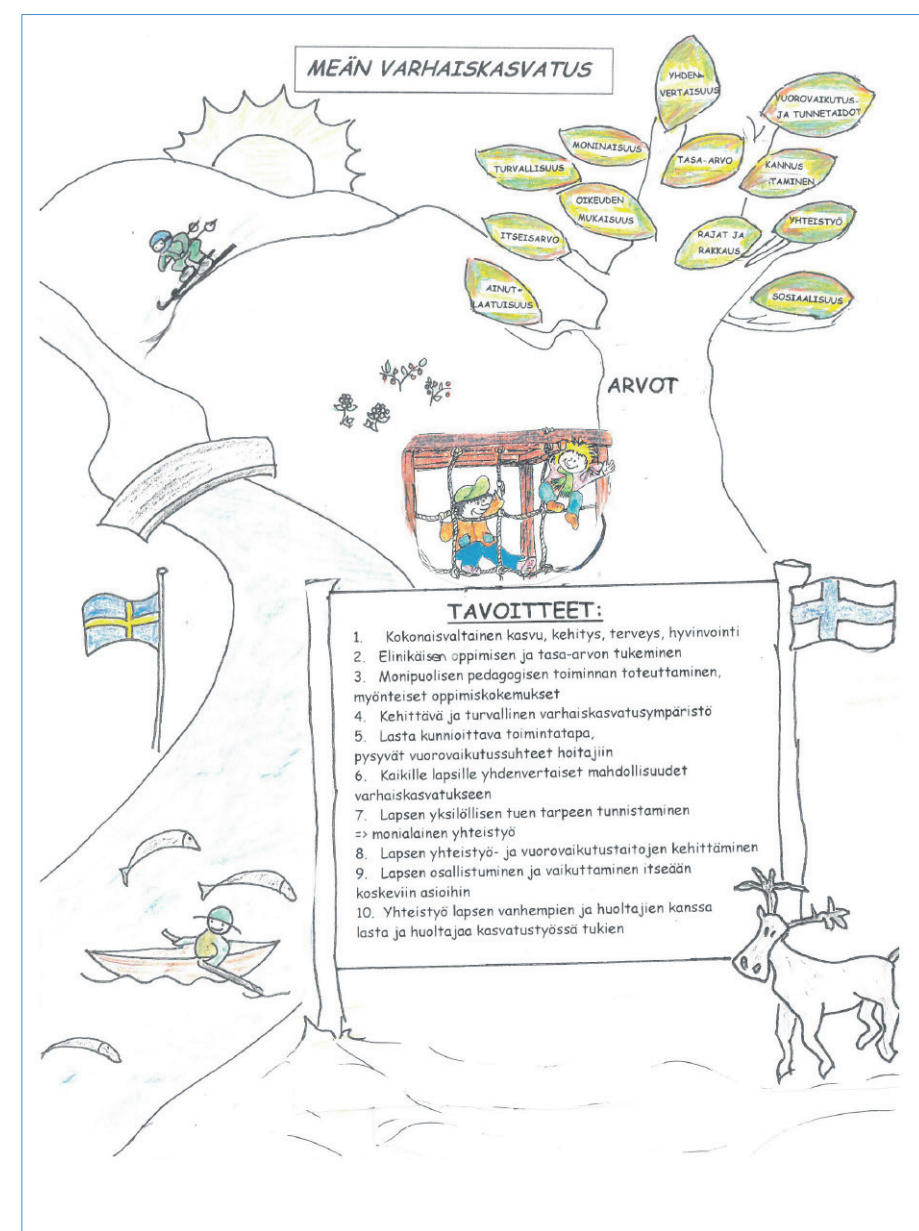 MEÄN VARHAISKASVATUS
YHDEN-
VERTAISUUS
VUOROVAIKUTUS-
JA TUNNETAIDOT
MONINAISUUS
TASA-ARVO
TURVALLISUUS
KANNUS
TAMINEN
OIKEUDEN
MUKAISUUS
ITSEISARVO
RAJAT JA
RAKKAUS
YHTEISTYÖ
AINUT-
LAATUISUUS
SOSIAALISUUS
ARVOT
TAVOITTEET:
1. Kokonaisvaltainen kasvu, kehitys, terveys, hyvinvointi
2. Elinikäisen oppimisen ja tasa-arvon tukeminen
3. Monipuolisen pedagogisen toiminnan toteuttaminen,
myönteiset oppimiskokemukset
4. Kehittävä ja turvallinen varhaiskasvatusympäristö
5. Lasta kunnioittava toimintatapa,
pysyvät vuorovaikutussuhteet hoitajiin
6. Kaikille lapsille yhdenvertaiset mahdollisuudet
varhaiskasvatukseen
7. Lapsen yksilöllisen tuen tarpeen tunnistaminen
=> monialainen yhteistyö
8. Lapsen yhteistyö- ja vuorovaikutustaitojen kehittäminen
9. Lapsen osallistuminen ja vaikuttaminen itseään
koskeviin asioihin
10. Yhteistyö lapsen vanhempien ja huoltajien kanssa
lasta ja huoltajaa kasvatustyössä tukien